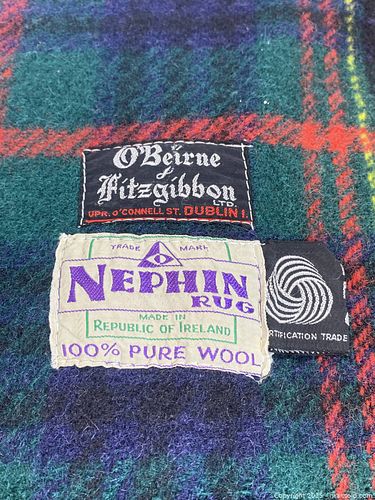 O'Beirne
&
Fitzgibbon
LTD.
UPR. O'CONNELL ST. DUBLIN 1.
TRADE MARK
NEPHIN
RUG
MADE IN
REPUBLIC OF IRELAND
100% PURE WOOL
RTIFICATION TRADE